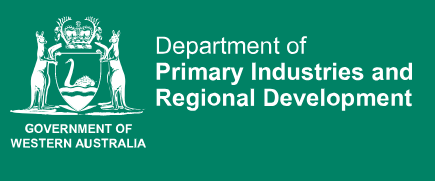 Department of
Primary Industries and
Regional Development
GOVERNMENT OF
WESTERN AUSTRALIA